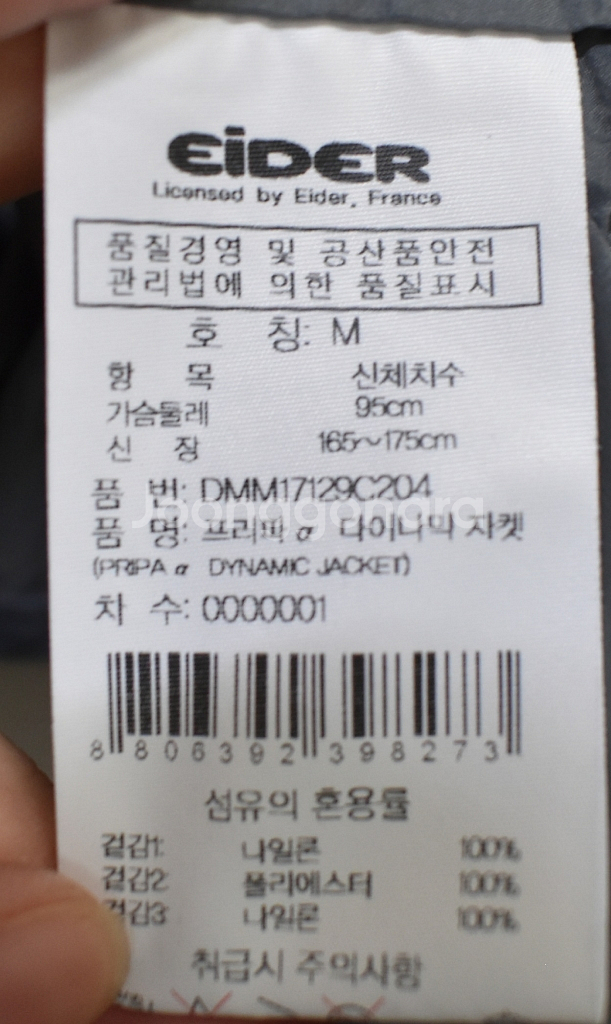 EiDER
Licensed by Eider, France
품질경영 및 공산품안전
관리법에 의한 품질표시
호 칭: M
항 목 신체치수
가슴둘레 95cm
신 장 165~175cm
품 번: DMM17129C204
Joonggonara
품 명: 프리파 α 다이나믹 자켓
(PRIPA α DYNAMIC JACKET)
차 수: 0000001
8 806392 398273
섬유의 혼용률
겉감1: 나일론 100%
겉감2: 폴리에스터 100%
겉감3: 나일론 100%
취급시 주의사항